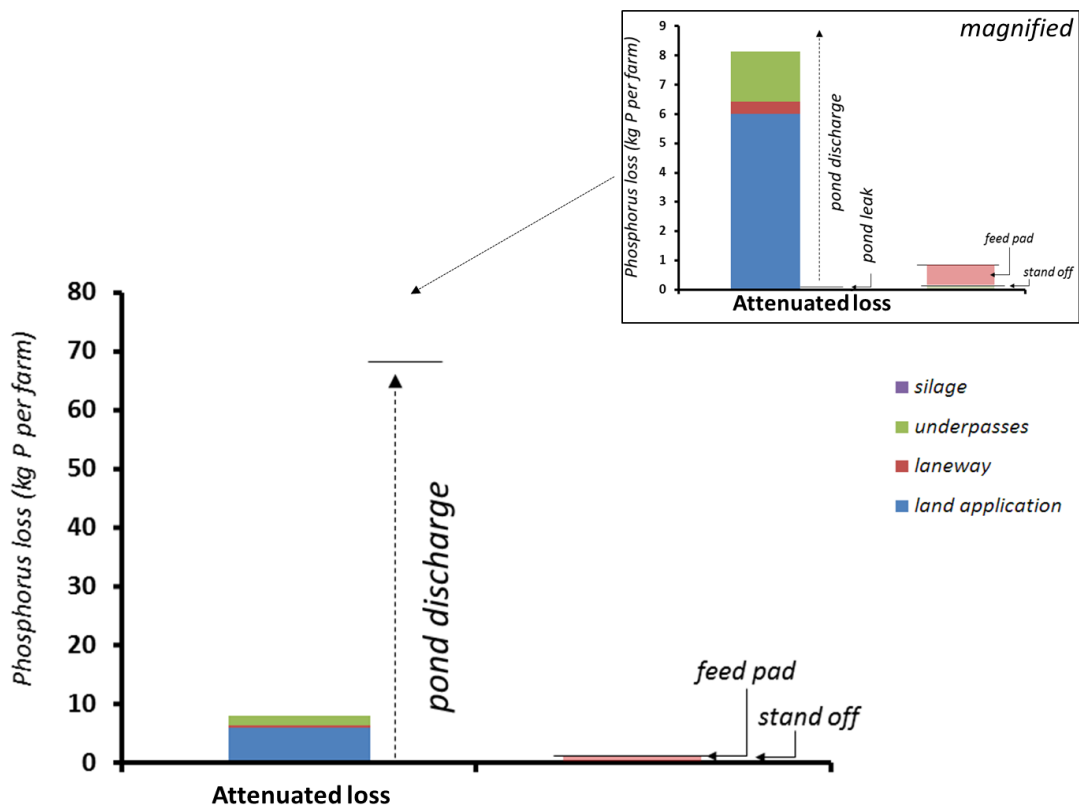 magnified
Phosphorus loss (kg P per farm)
9
8
7
6
5
4
3
2
1
0
pond discharge
pond leak
feed pad
stand off
Attenuated loss
Phosphorus loss (kg P per farm)
80
70
60
50
40
30
20
10
0
pond discharge
feed pad
stand off
Attenuated loss
silage
underpasses
laneway
land application